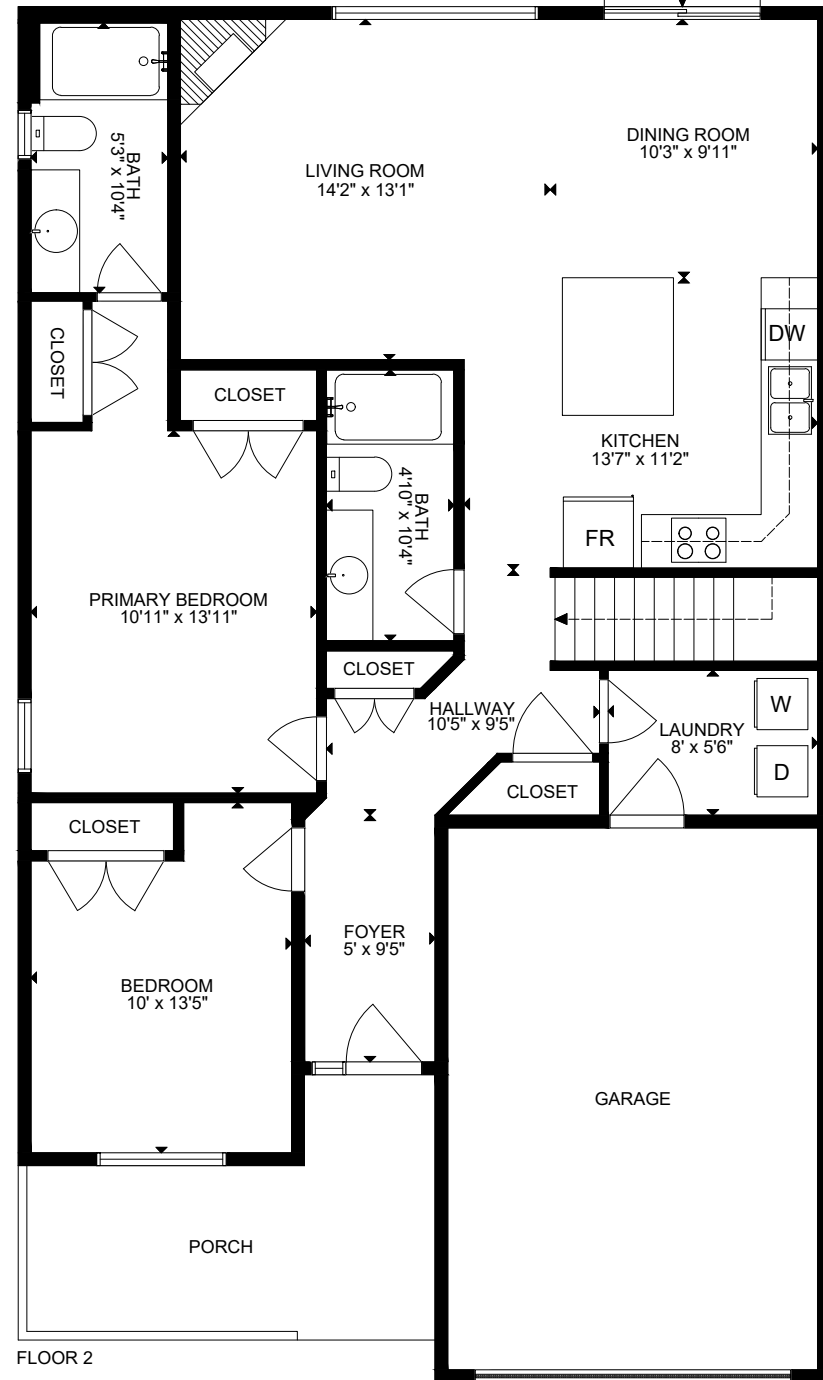 BATH
5'3" x 10'4"
LIVING ROOM
14'2" x 13'1"
DINING ROOM
10'3" x 9'11"
CLOSET
DW
CLOSET
KITCHEN
13'7" x 11'2"
BATH
4'10" x 10'4"
FR
PRIMARY BEDROOM
10'11" x 13'11"
CLOSET
HALLWAY
10'5" x 9'5"
LAUNDRY
8' x 5'6"
W
D
CLOSET
CLOSET
FOYER
5' x 9'5"
BEDROOM
10' x 13'5"
GARAGE
PORCH
FLOOR 2